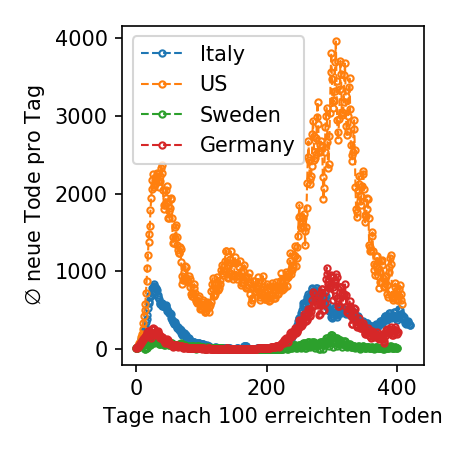 4000
3000
2000
1000
0
∅ neue Tode pro Tag
Italy
US
Sweden
Germany
0 200 400
Tage nach 100 erreichten Toden